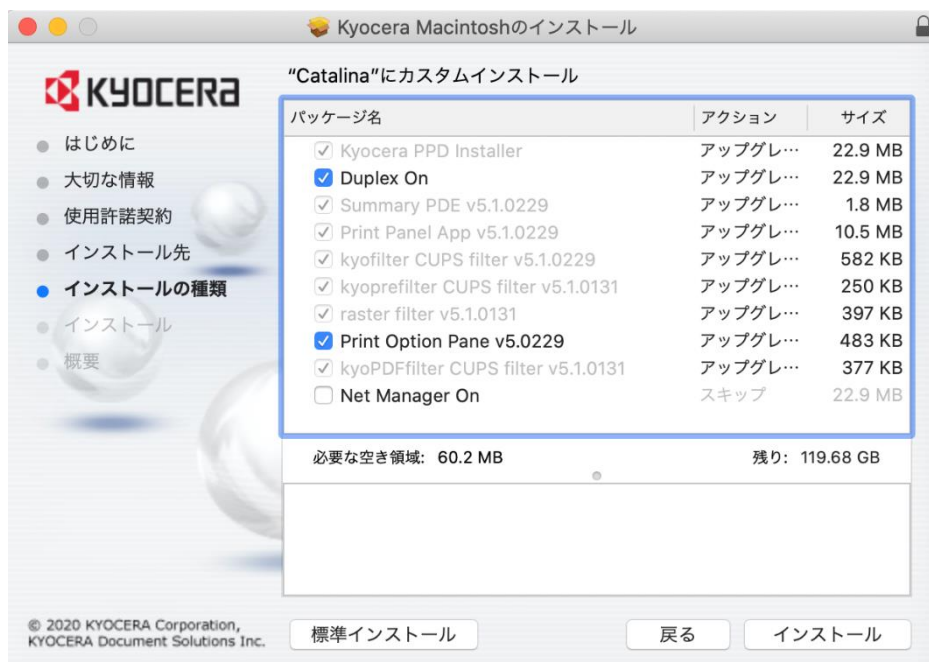 Kyocera Macintoshのインストール
KYOCERA
"Catalina"にカスタムインストール
はじめに
大切な情報
使用許諾契約
インストール先
インストールの種類
インストール
概要
パッケージ名 アクション サイズ
Kyocera PPD Installer アップグレ… 22.9 MB
Duplex On アップグレ… 22.9 MB
Summary PDE v5.1.0229 アップグレ… 1.8 MB
Print Panel App v5.1.0229 アップグレ… 10.5 MB
kyofilter CUPS filter v5.1.0229 アップグレ… 582 KB
kyoprefilter CUPS filter v5.1.0131 アップグレ… 250 KB
raster filter v5.1.0131 アップグレ… 397 KB
Print Option Pane v5.0229 アップグレ… 483 KB
kyoPDFfilter CUPS filter v5.1.0131 アップグレ… 377 KB
Net Manager On スキップ 22.9 MB
必要な空き領域: 60.2 MB 残り: 119.68 GB
© 2020 KYOCERA Corporation,
KYOCERA Document Solutions Inc.
標準インストール 戻る インストール